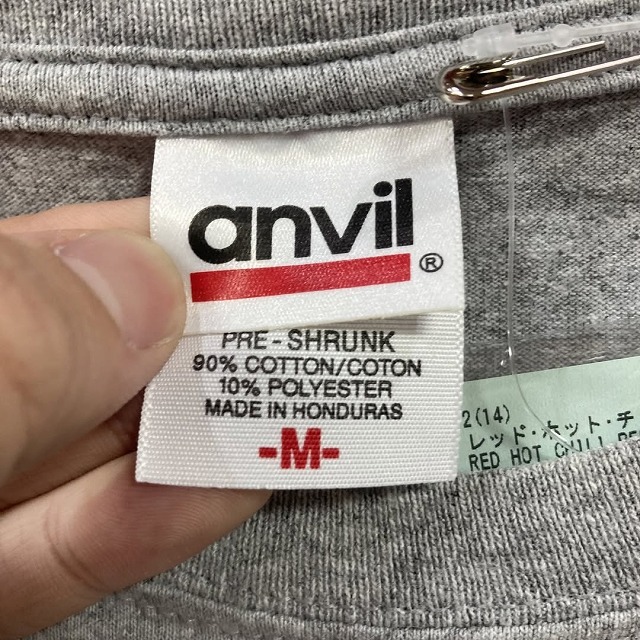 anvil®
PRE-SHRUNK
90% COTTON/COTON
10% POLYESTER
MADE IN HONDURAS
-M-
2(14)
レッド・ホット・チ
RED HOT CHILI